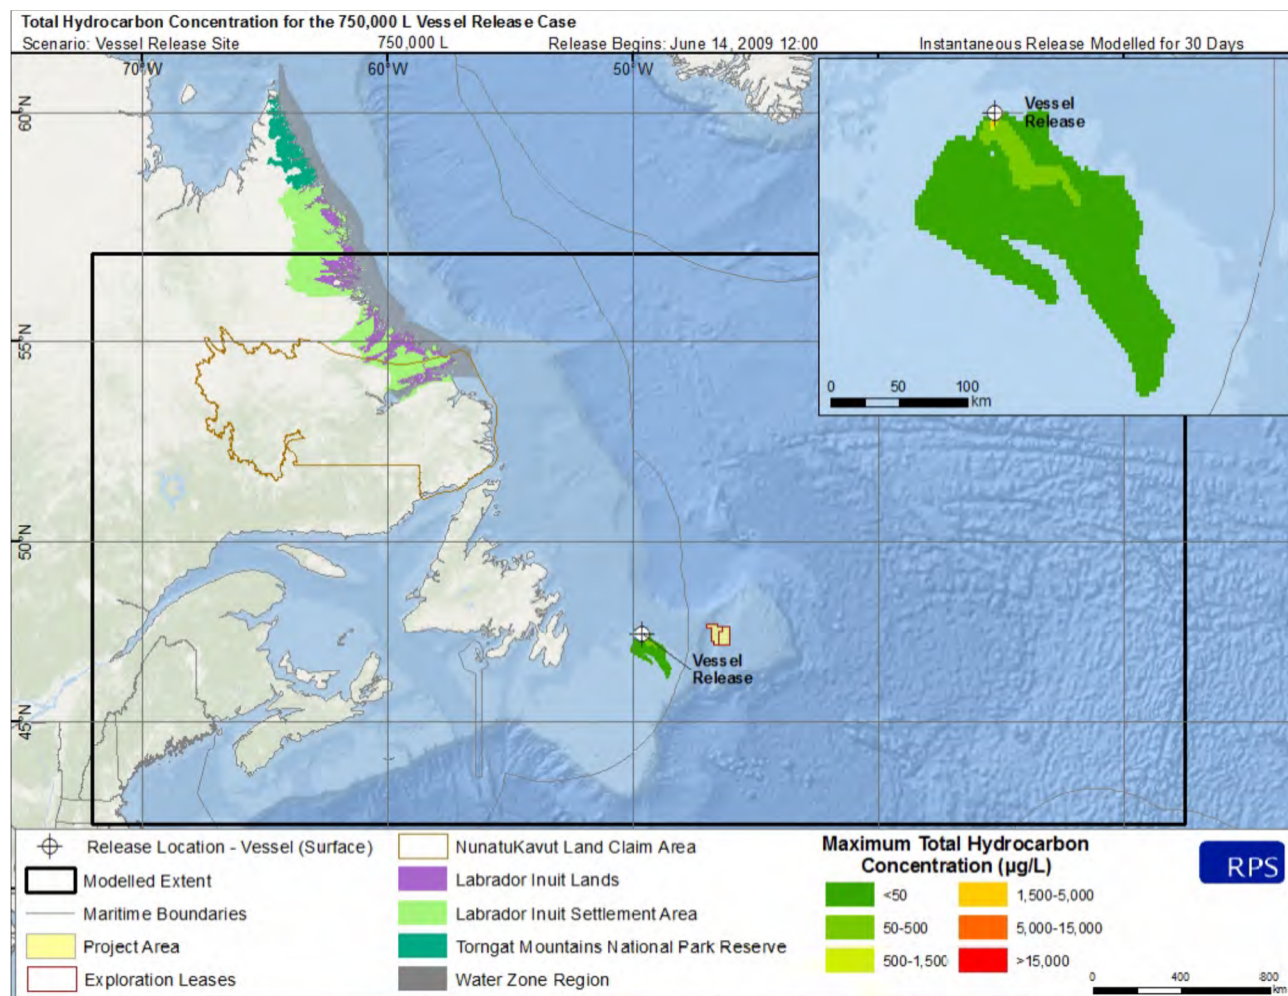 Total Hydrocarbon Concentration for the 750,000 L Vessel Release Case
Scenario: Vessel Release Site 750,000 L Release Begins: June 14, 2009 12:00 Instantaneous Release Modelled for 30 Days
70°W 60°W 50°W
60°N
55°N
50°N
45°N
Vessel
Release
0 50 100
km
Vessel
Release
Release Location - Vessel (Surface)
Modelled Extent
Maritime Boundaries
Project Area
Exploration Leases
NunatuKavut Land Claim Area
Labrador Inuit Lands
Labrador Inuit Settlement Area
Torngat Mountains National Park Reserve
Water Zone Region
Maximum Total Hydrocarbon
Concentration (µg/L)
<50
50-500
500-1,500
1,500-5,000
5,000-15,000
>15,000
RPS
0 400 800
km